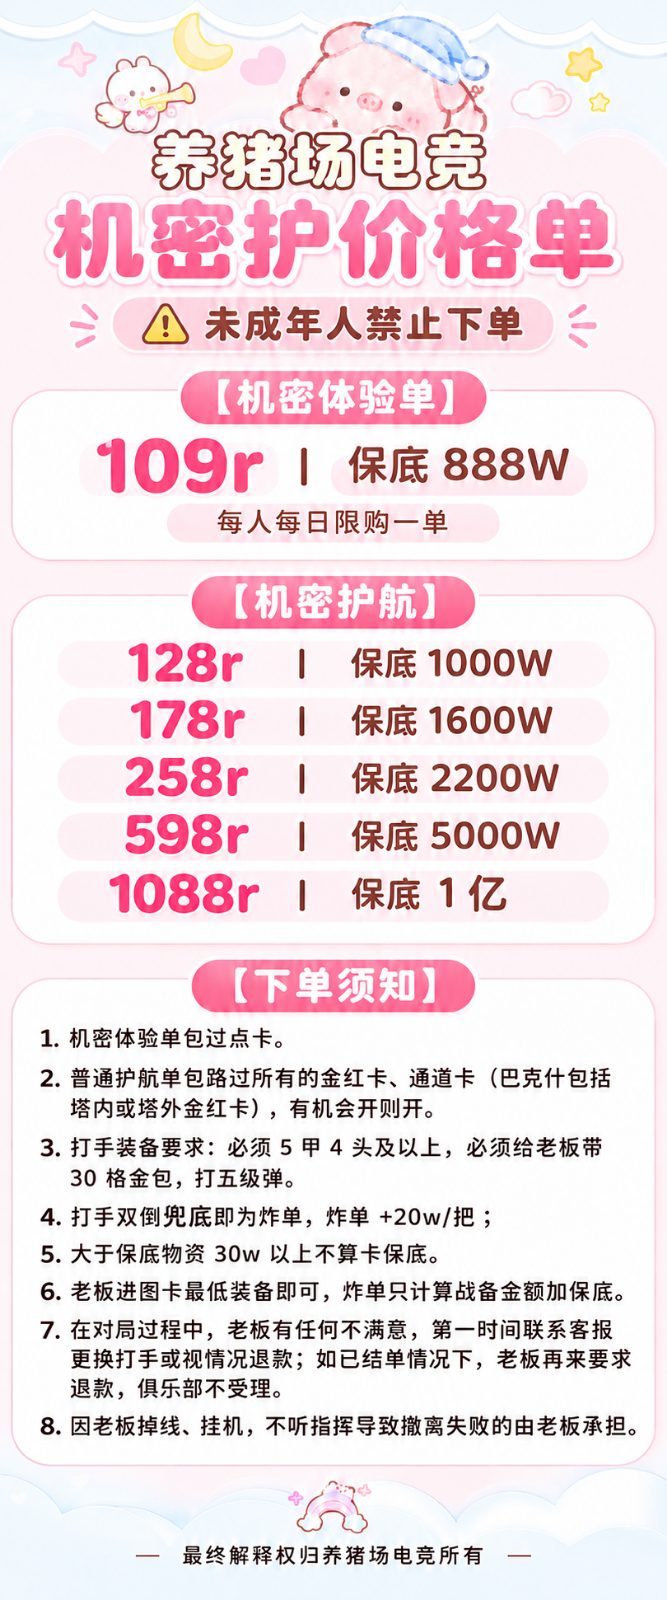 养猪场电竞
机密护价格单
未成年人禁止下单
【机密体验单】
109r | 保底 888W
每人每日限购一单
【机密护航】
128r | 保底 1000W
178r | 保底 1600W
258r | 保底 2200W
598r | 保底 5000W
1088r | 保底 1亿
【下单须知】
1. 机密体验单包过点卡。
2. 普通护航单包路过所有的金红卡、通道卡（巴克什包括
塔内或塔外金红卡），有机会开则开。
3. 打手装备要求：必须 5 甲 4 头及以上，必须给老板带
30 格金包，打五级弹。
4. 打手双倒兜底即为炸单，炸单 +20w/把；
5. 大于保底物资 30w 以上不算卡保底。
6. 老板进图卡最低装备即可，炸单只计算战备金额加保底。
7. 在对局过程中，老板有任何不满意，第一时间联系客报
更换打手或视情况退款；如已结单情况下，老板再来要求
退款，俱乐部不受理。
8. 因老板掉线、挂机，不听指挥导致撤离失败的由老板承担。
— 最终解释权归养猪场电竞所有 —